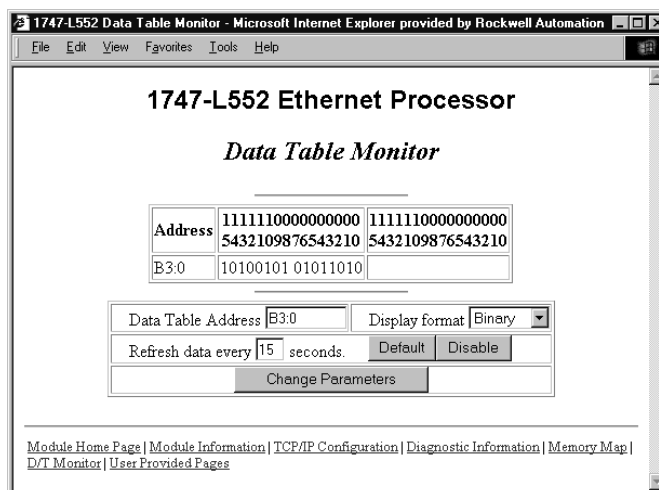 1747-L552 Data Table Monitor - Microsoft Internet Explorer provided by Rockwell Automation
File Edit View Favorites Tools Help
1747-L552 Ethernet Processor
Data Table Monitor
Address 1111110000000000 1111110000000000
5432109876543210 5432109876543210
B3:0 10100101 01011010
Data Table Address B3:0 Display format Binary
Refresh data every 15 seconds. Default Disable
Change Parameters
Module Home Page | Module Information | TCP/IP Configuration | Diagnostic Information | Memory Map |
D/T Monitor | User Provided Pages